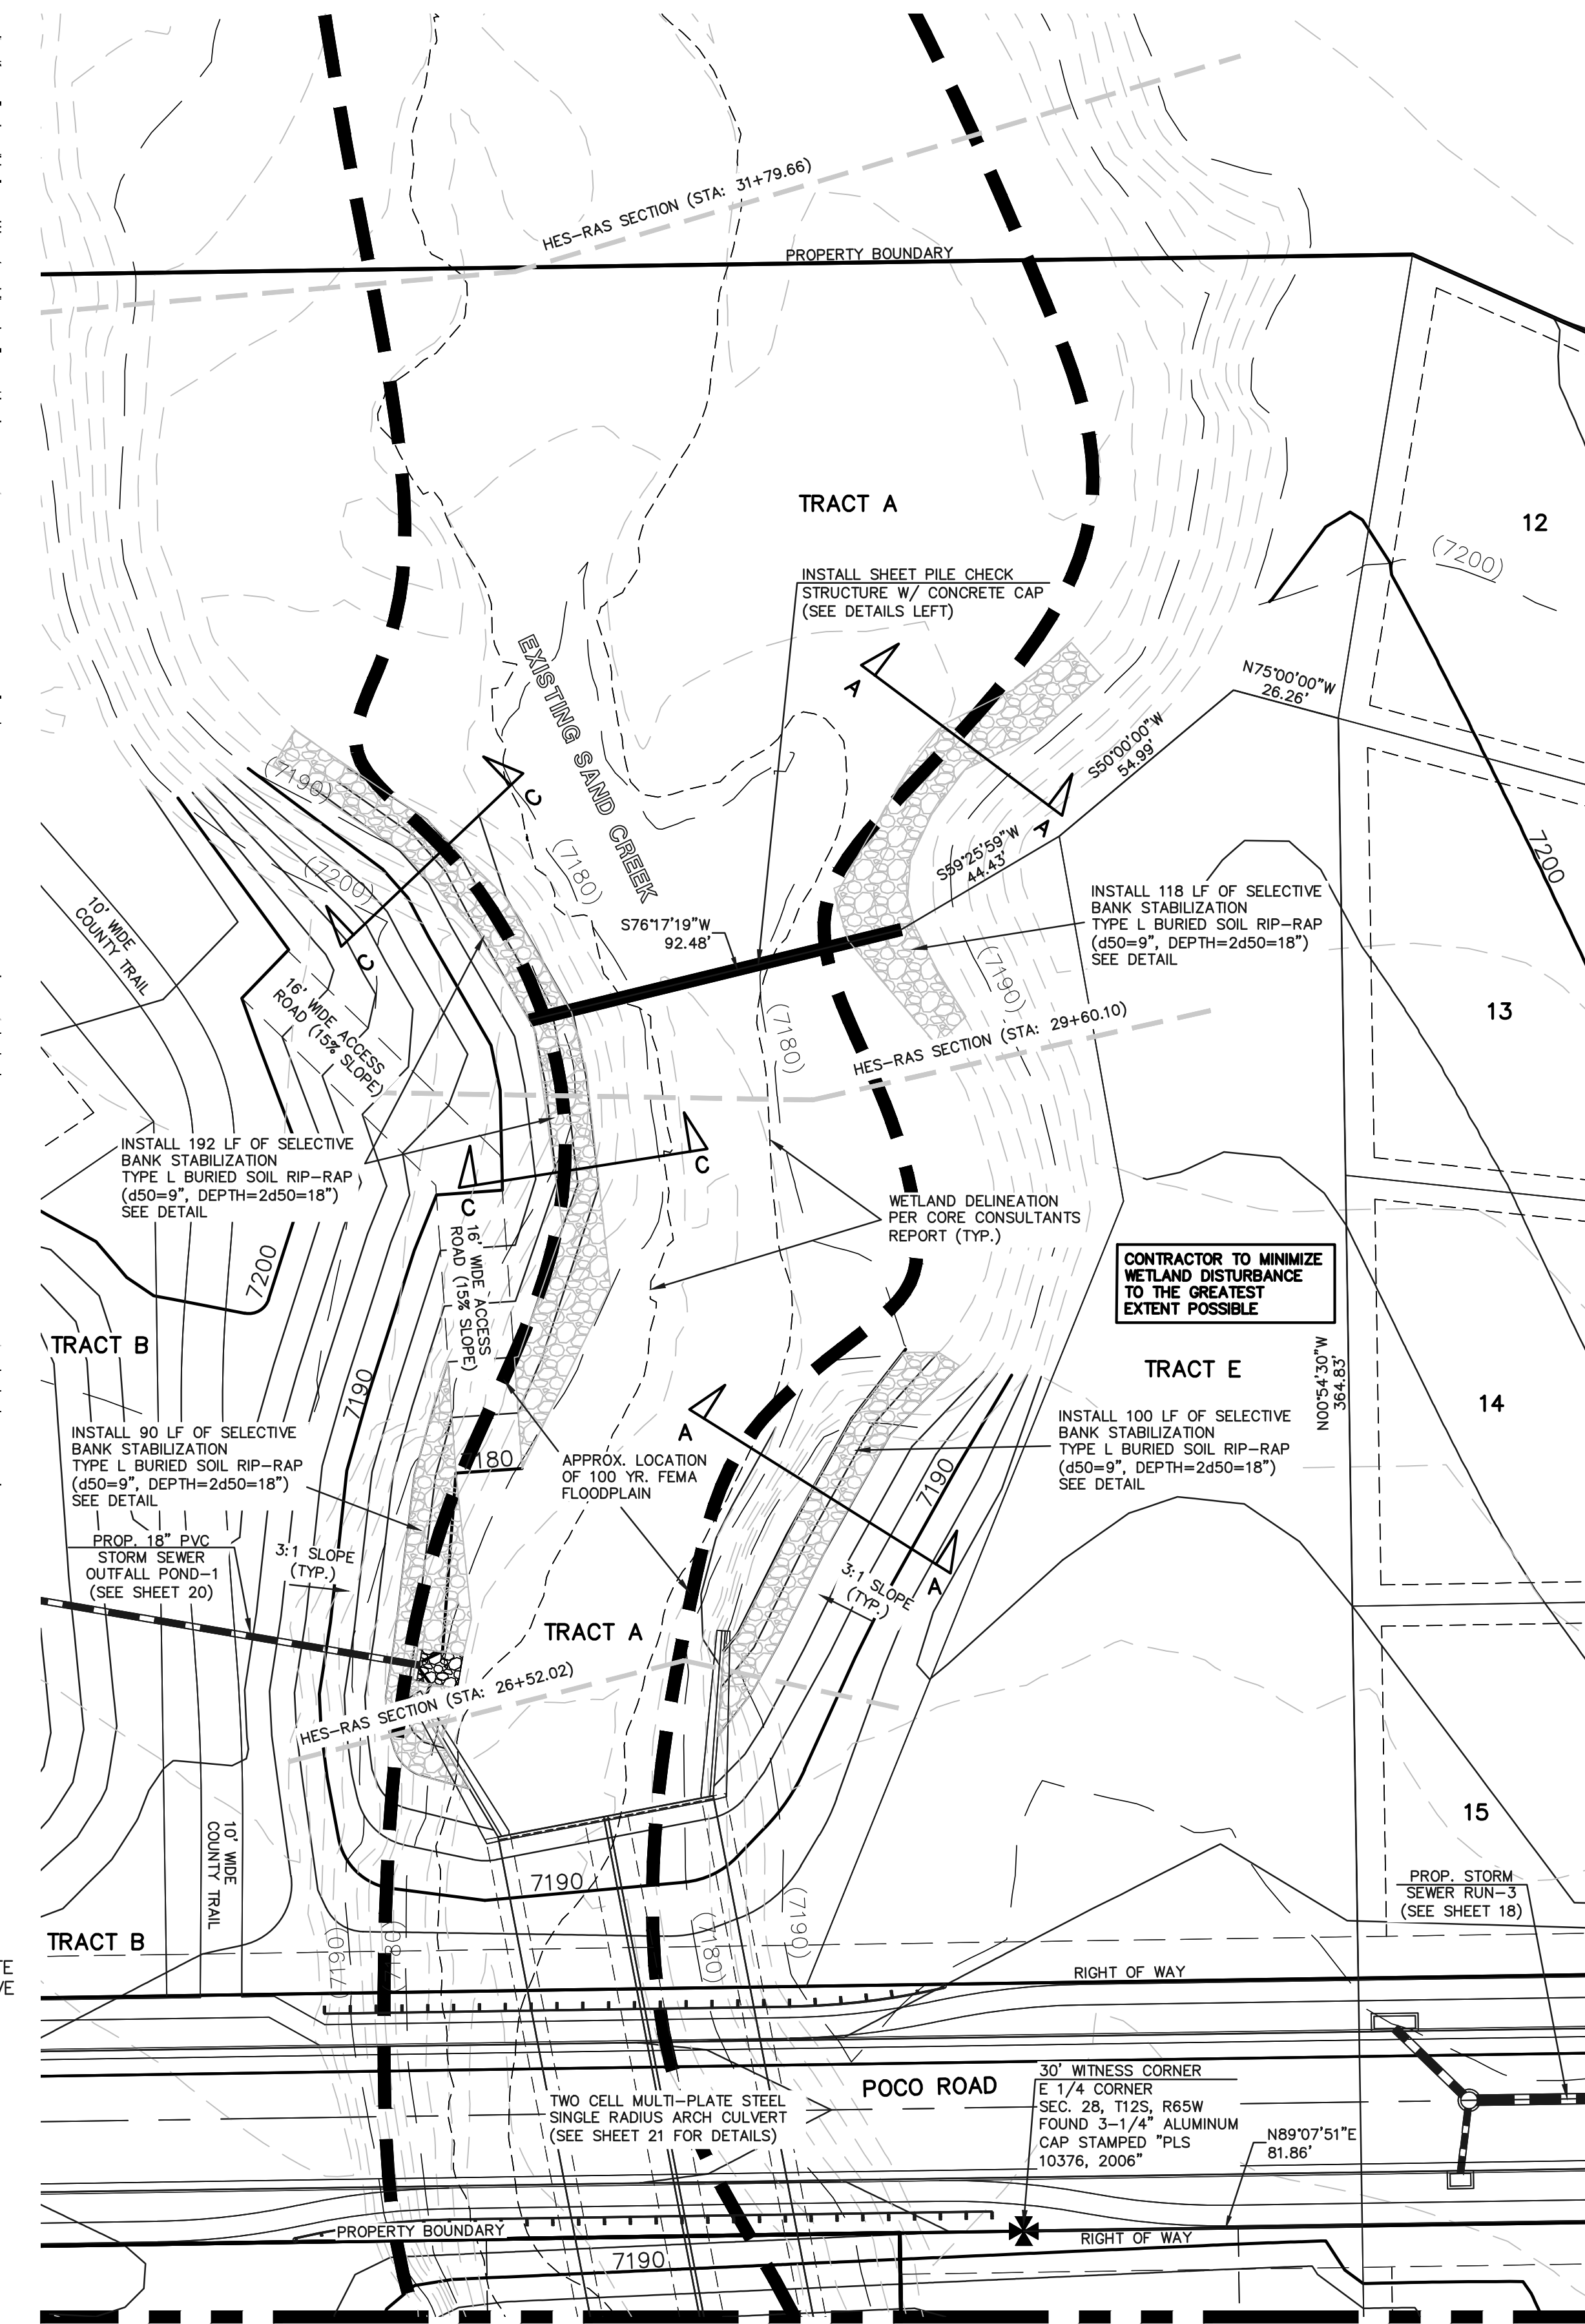 HES-RAS SECTION (STA: 31+79.66)
PROPERTY BOUNDARY
TRACT A
12
(7200)
INSTALL SHEET PILE CHECK
STRUCTURE W/ CONCRETE CAP
(SEE DETAILS LEFT)
A
A
N75°00'00"W
26.26'
S50°00'00"W
54.99'
EXISTING SAND CREEK
(7190)
C
C
(7200)
(7180)
S59°25'59"W
44.43'
7200
10' WIDE
COUNTY TRAIL
S76°17'19"W
92.48'
INSTALL 118 LF OF SELECTIVE
BANK STABILIZATION
TYPE L BURIED SOIL RIP-RAP
(d50=9", DEPTH=2d50=18")
SEE DETAIL
(7190)
16' WIDE ACCESS
ROAD (15% SLOPE)
(7180)
HES-RAS SECTION (STA: 29+60.10)
13
INSTALL 192 LF OF SELECTIVE
BANK STABILIZATION
TYPE L BURIED SOIL RIP-RAP
(d50=9", DEPTH=2d50=18")
SEE DETAIL
C
C
16' WIDE ACCESS
ROAD (15% SLOPE)
WETLAND DELINEATION
PER CORE CONSULTANTS
REPORT (TYP.)
CONTRACTOR TO MINIMIZE
WETLAND DISTURBANCE
TO THE GREATEST
EXTENT POSSIBLE
7200
TRACT B
TRACT E
N00°54'30"W
364.83'
7190
14
INSTALL 90 LF OF SELECTIVE
BANK STABILIZATION
TYPE L BURIED SOIL RIP-RAP
(d50=9", DEPTH=2d50=18")
SEE DETAIL
7180
APPROX. LOCATION
OF 100 YR. FEMA
FLOODPLAIN
A
A
INSTALL 100 LF OF SELECTIVE
BANK STABILIZATION
TYPE L BURIED SOIL RIP-RAP
(d50=9", DEPTH=2d50=18")
SEE DETAIL
7190
PROP. 18" PVC
STORM SEWER
OUTFALL POND-1
(SEE SHEET 20)
3:1 SLOPE
(TYP.)
3:1 SLOPE
(TYP.)
TRACT A
HES-RAS SECTION (STA: 26+52.02)
10' WIDE
COUNTY TRAIL
15
7190
PROP. STORM
SEWER RUN-3
(SEE SHEET 18)
TRACT B
(7190)
(7180)
(7180)
(7190)
TE
VE
RIGHT OF WAY
POCO ROAD
TWO CELL MULTI-PLATE STEEL
SINGLE RADIUS ARCH CULVERT
(SEE SHEET 21 FOR DETAILS)
30' WITNESS CORNER
E 1/4 CORNER
SEC. 28, T12S, R65W
FOUND 3-1/4" ALUMINUM
CAP STAMPED "PLS
10376, 2006"
N89°07'51"E
81.86'
PROPERTY BOUNDARY
RIGHT OF WAY
7190